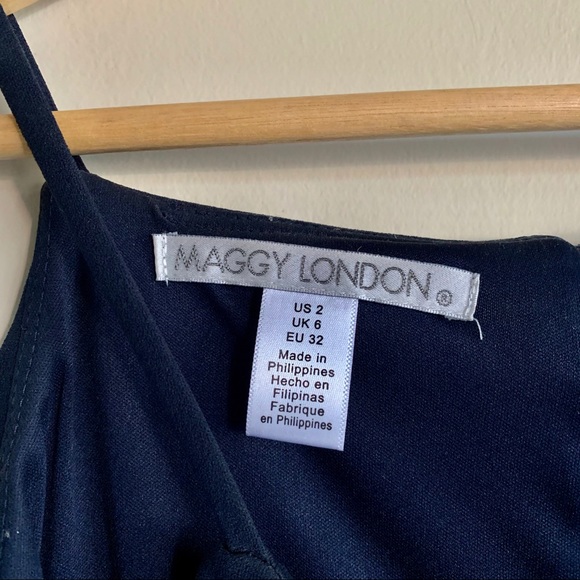 MAGGY LONDON ®
US 2
UK 6
EU 32
Made in
Philippines
Hecho en
Filipinas
Fabrique
en Philippines